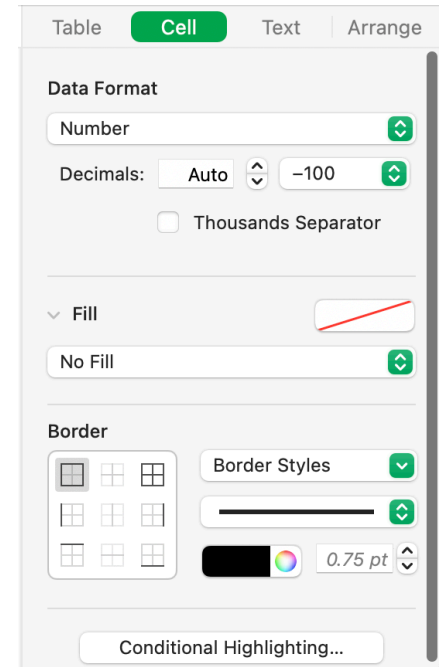 Table Cell Text Arrange
Data Format
Number
Decimals: Auto −100
Thousands Separator
Fill
No Fill
Border
Border Styles
0.75 pt
Conditional Highlighting...